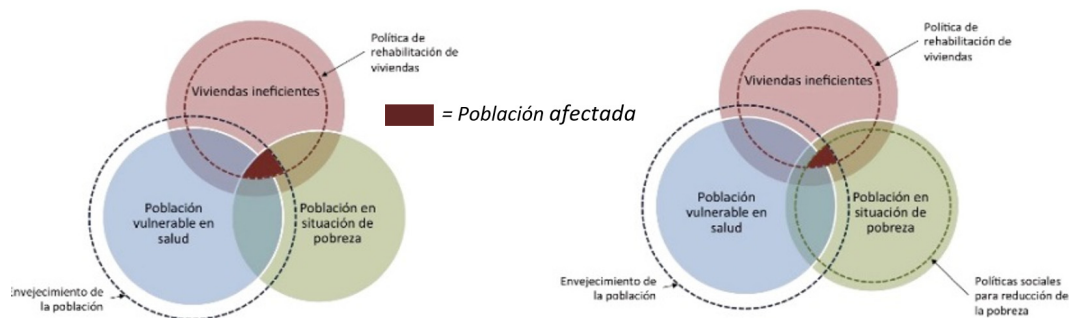 Política de
rehabilitación de
viviendas
Viviendas ineficientes
= Población afectada
Población
vulnerable en
salud
Población en
situación de
pobreza
Envejecimiento de
la población
Política de
rehabilitación de
viviendas
Viviendas ineficientes
Población
vulnerable en
salud
Población en
situación de
pobreza
Envejecimiento de
la población
Políticas sociales
para reducción de
la pobreza